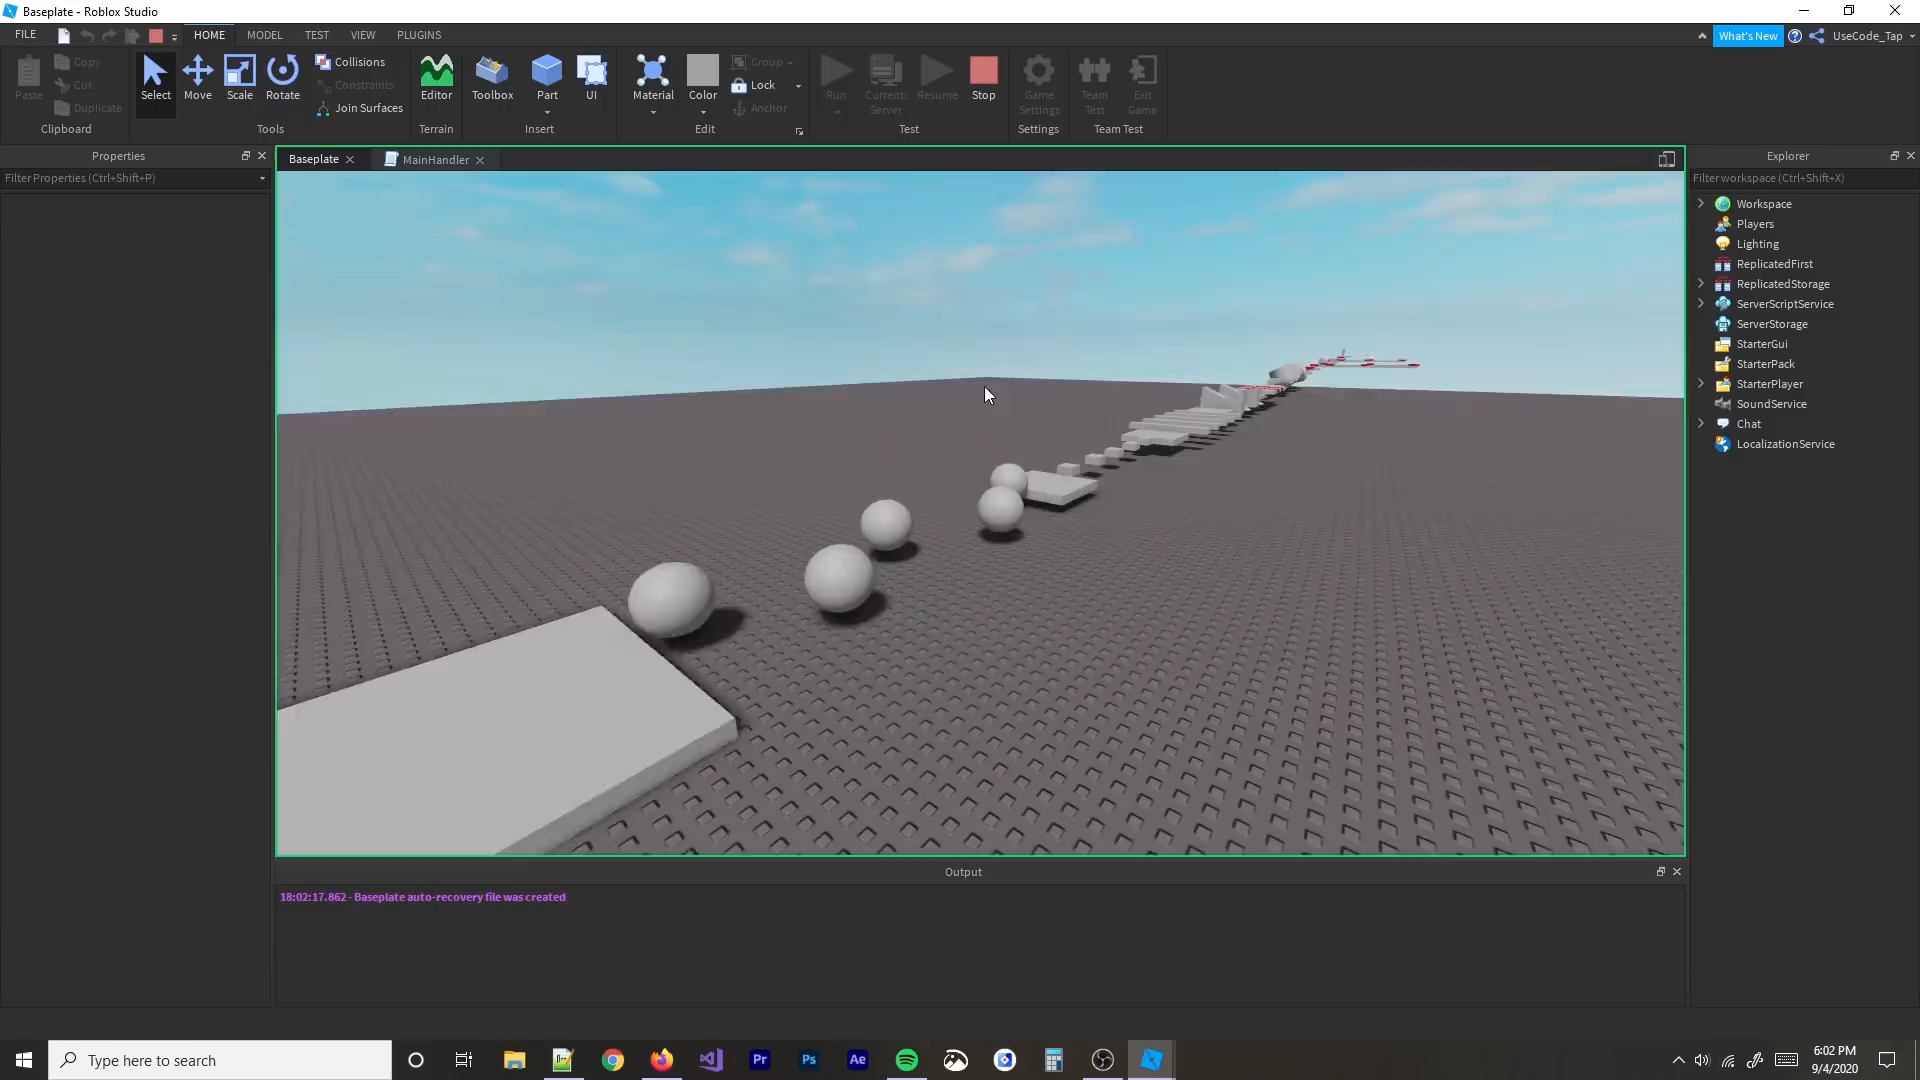 Baseplate - Roblox Studio
FILE
HOME
MODEL
TEST
VIEW
PLUGINS
What's New
UseCode_Tap
Paste
Copy
Cut
Duplicate
Clipboard
Select
Move
Scale
Rotate
Collisions
Constraints
Join Surfaces
Tools
Editor
Terrain
Toolbox
Part
UI
Insert
Material
Color
Group
Lock
Anchor
Edit
Run
Current:
Server
Resume
Stop
Test
Game
Settings
Settings
Team
Test
Exit
Game
Team Test
Properties
Filter Properties (Ctrl+Shift+P)
Baseplate
MainHandler
Explorer
Filter workspace (Ctrl+Shift+X)
Workspace
Players
Lighting
ReplicatedFirst
ReplicatedStorage
ServerScriptService
ServerStorage
StarterGui
StarterPack
StarterPlayer
SoundService
Chat
LocalizationService
Output
18:02:17.862 - Baseplate auto-recovery file was created
Type here to search
Pr
Ps
Ae
6:02 PM
9/4/2020